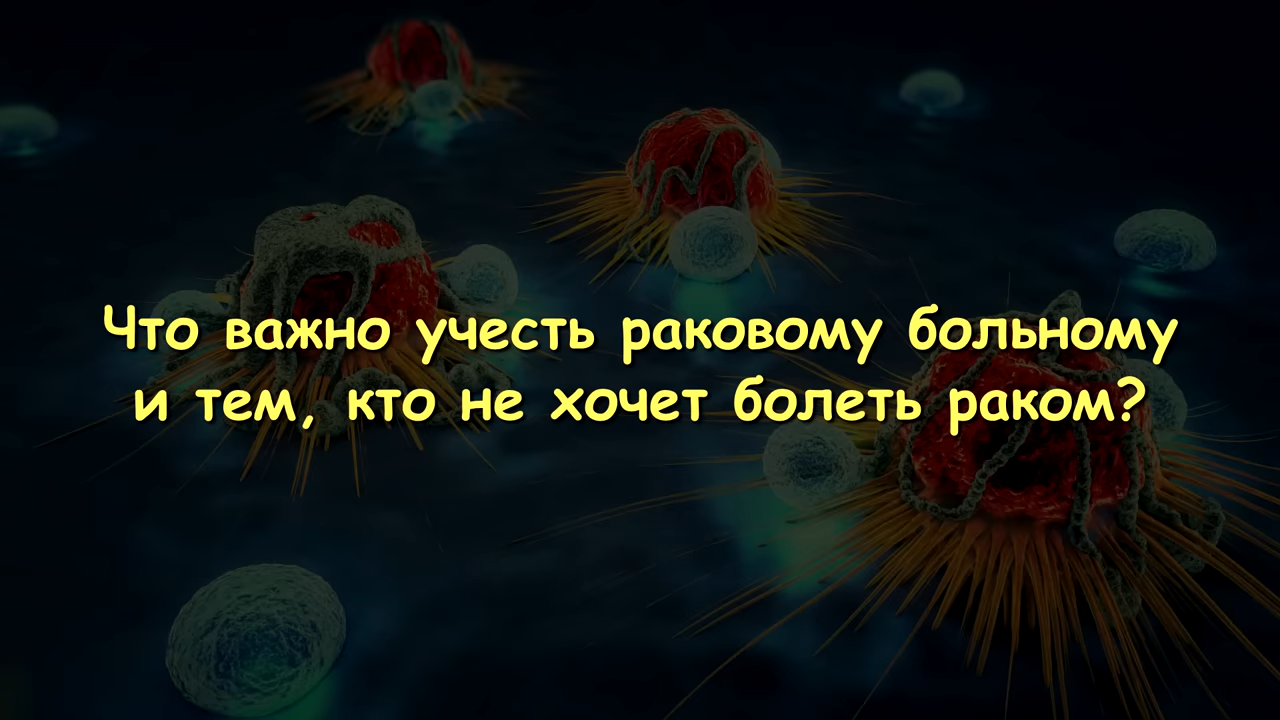 Что важно учесть раковому больному
и тем, кто не хочет болеть раком?